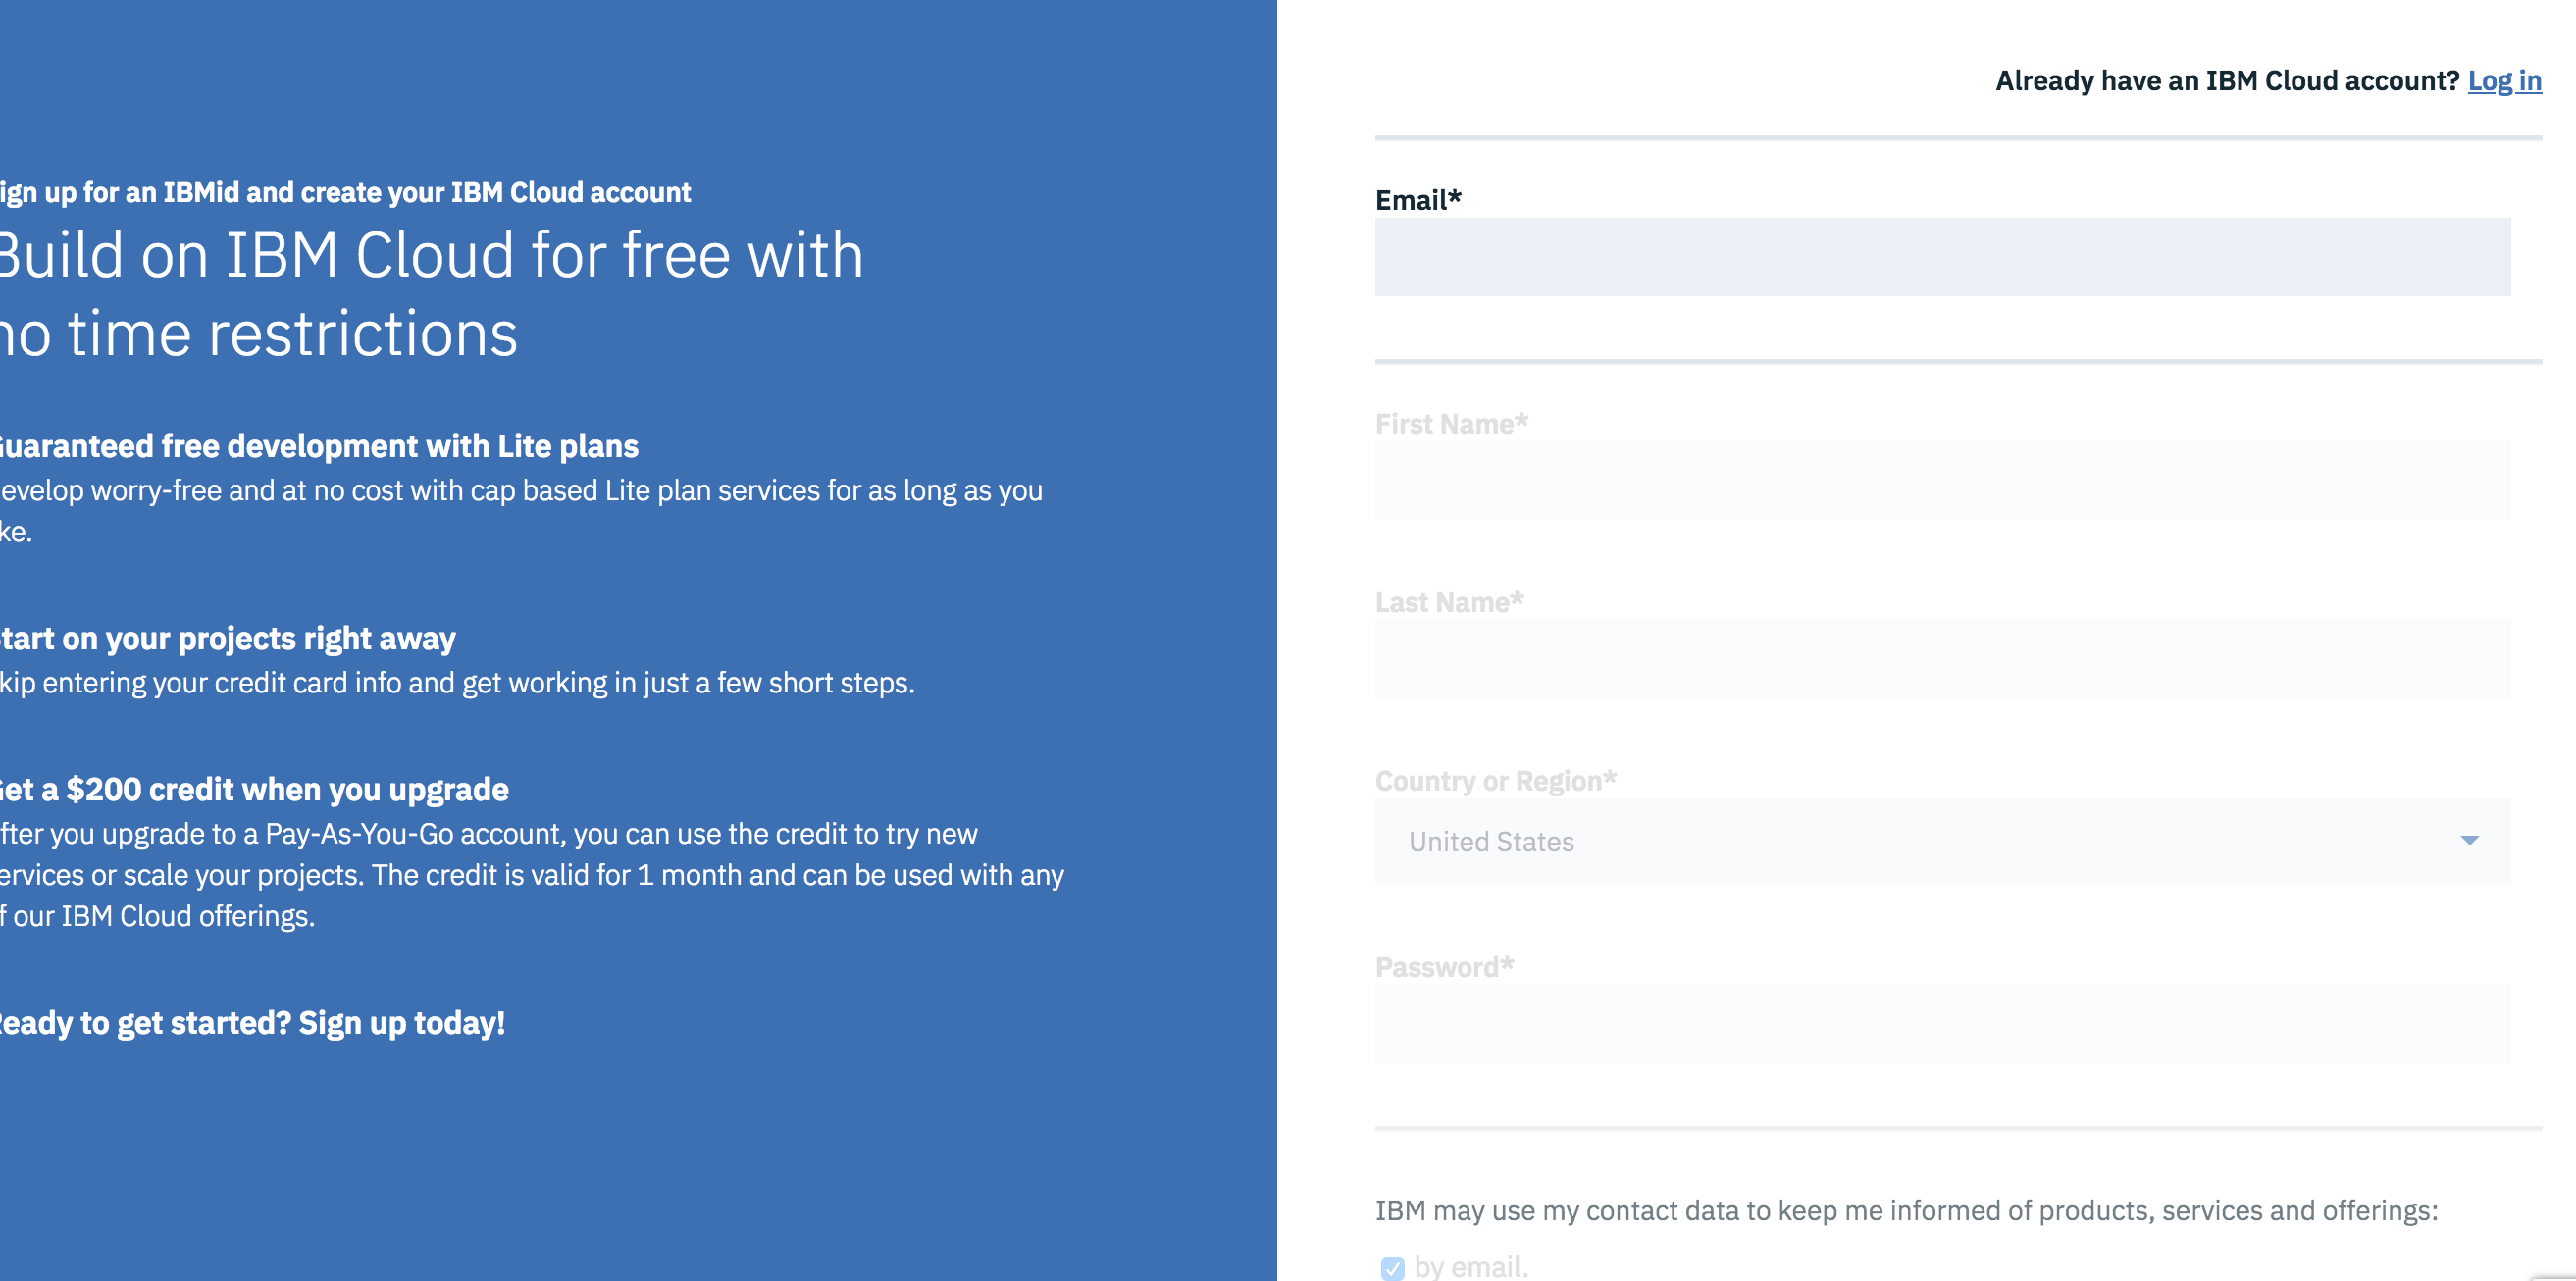 ign up for an IBMid and create your IBM Cloud account
Build on IBM Cloud for free with
no time restrictions
Guaranteed free development with Lite plans
evelop worry-free and at no cost with cap based Lite plan services for as long as you
ke.
tart on your projects right away
kip entering your credit card info and get working in just a few short steps.
Get a $200 credit when you upgrade
fter you upgrade to a Pay-As-You-Go account, you can use the credit to try new
ervices or scale your projects. The credit is valid for 1 month and can be used with any
f our IBM Cloud offerings.
Ready to get started? Sign up today!
Already have an IBM Cloud account? Log in
Email*
First Name*
Last Name*
Country or Region*
United States
Password*
IBM may use my contact data to keep me informed of products, services and offerings:
by email.